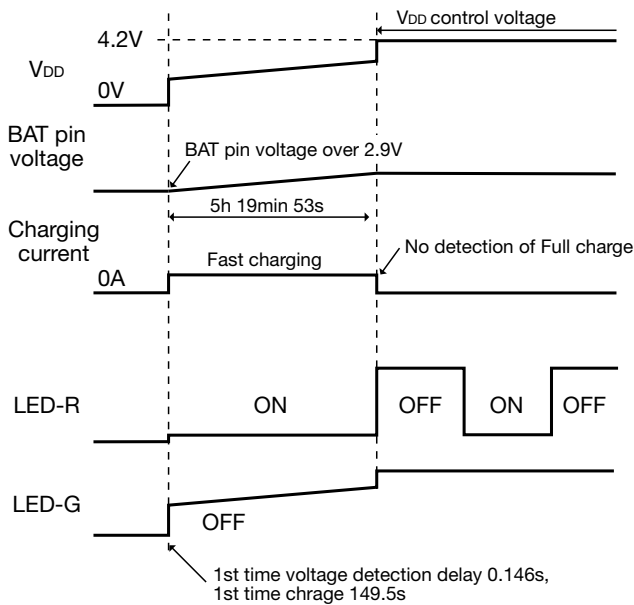 VDD control voltage
4.2V
VDD
0V
BAT pin
voltage
BAT pin voltage over 2.9V
5h 19min 53s
Charging
current
Fast charging
No detection of Full charge
0A
LED-R
ON
OFF
ON
OFF
LED-G
OFF
1st time voltage detection delay 0.146s,
1st time chrage 149.5s